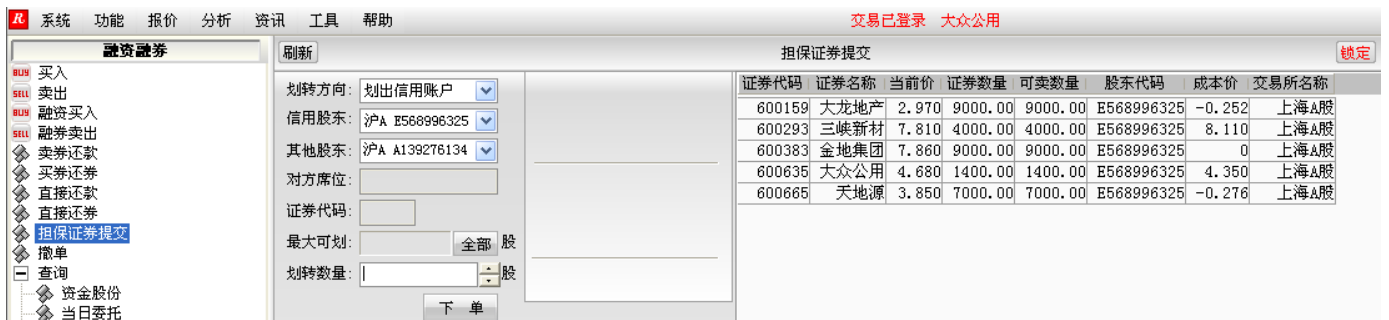 R 系统 功能 报价 分析 资讯 工具 帮助 交易已登录 大众公用
融资融券
BUY 买入
SELL 卖出
BUY 融资买入
SELL 融券卖出
卖券还款
买券还券
直接还款
直接还券
担保证券提交
撤单
查询
资金股份
当日委托
刷新 担保证券提交 锁定
划转方向: 划出信用账户
信用股东: 沪A E568996325
其他股东: 沪A A139276134
对方席位:
证券代码:
最大可划: 全部 股
划转数量: 股
下 单
证券代码 证券名称 当前价 证券数量 可卖数量 股东代码 成本价 交易所名称
600159 大龙地产 2.970 9000.00 9000.00 E568996325 -0.252 上海A股
600293 三峡新材 7.810 4000.00 4000.00 E568996325 8.110 上海A股
600383 金地集团 7.860 9000.00 9000.00 E568996325 0 上海A股
600635 大众公用 4.680 1400.00 1400.00 E568996325 4.350 上海A股
600665 天地源 3.850 7000.00 7000.00 E568996325 -0.276 上海A股